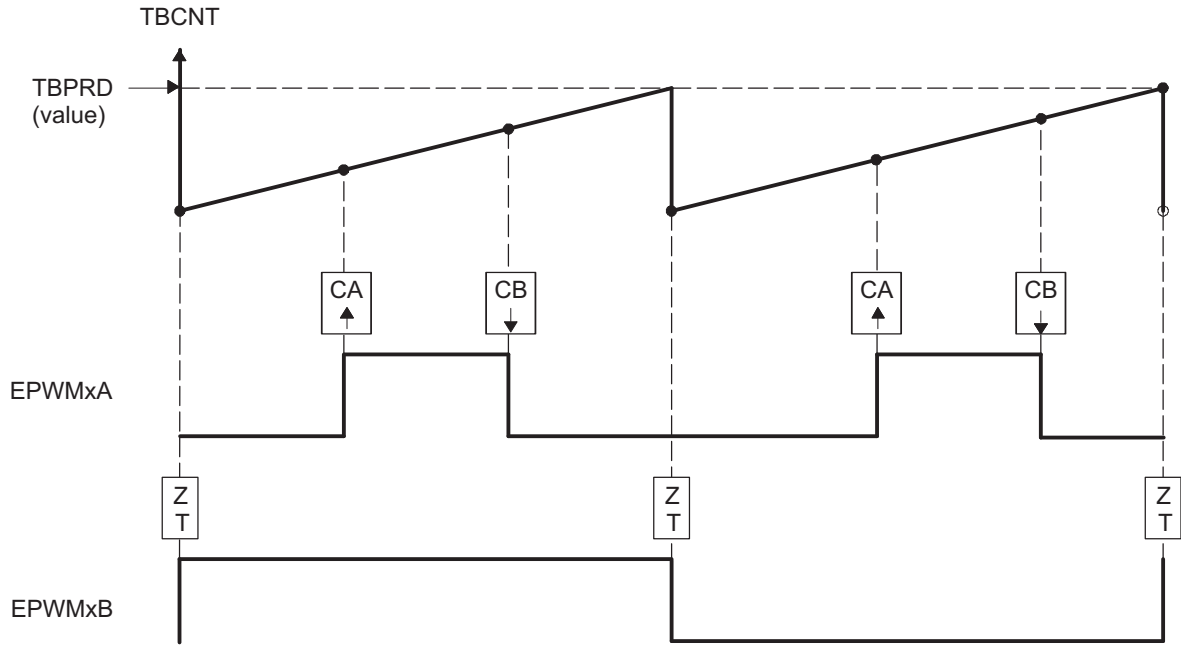 TBCNT
TBPRD
(value)
CA
CB
CA
CB
EPWMxA
Z
T
Z
T
Z
T
EPWMxB